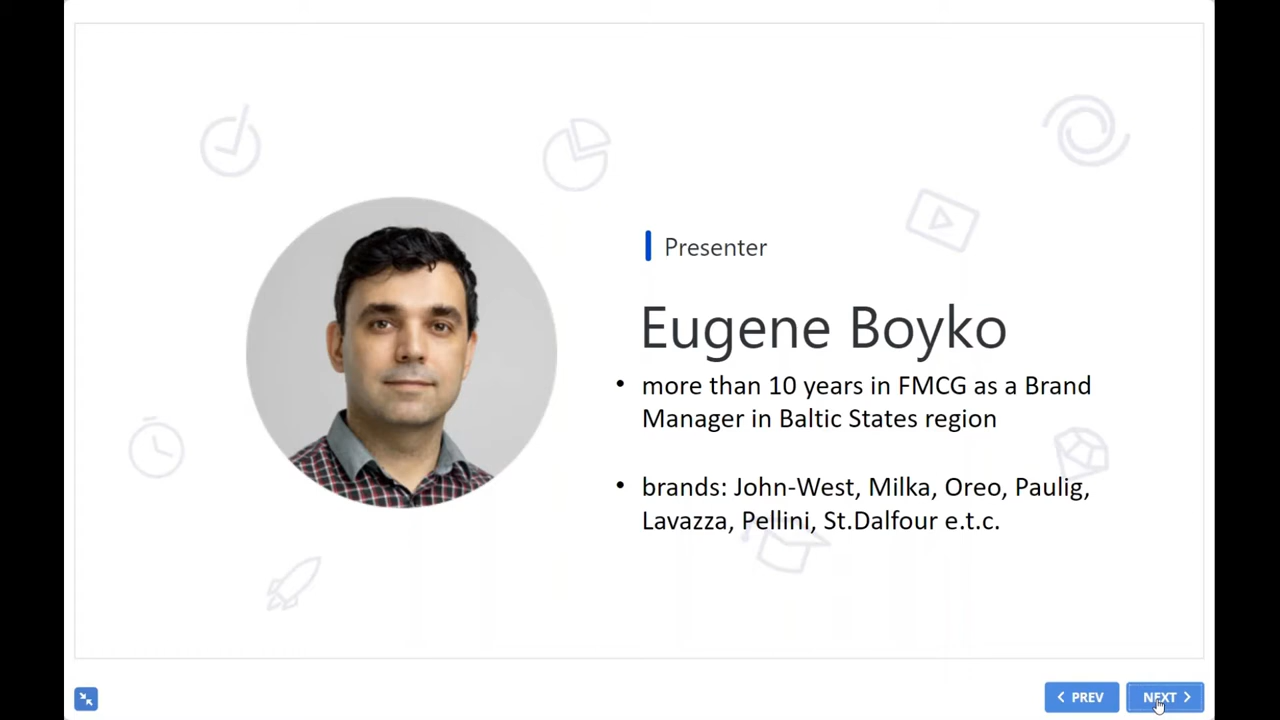 Presenter
Eugene Boyko
• more than 10 years in FMCG as a Brand
Manager in Baltic States region
• brands: John-West, Milka, Oreo, Paulig,
Lavazza, Pellini, St.Dalfour e.t.c.
PREV
NEXT